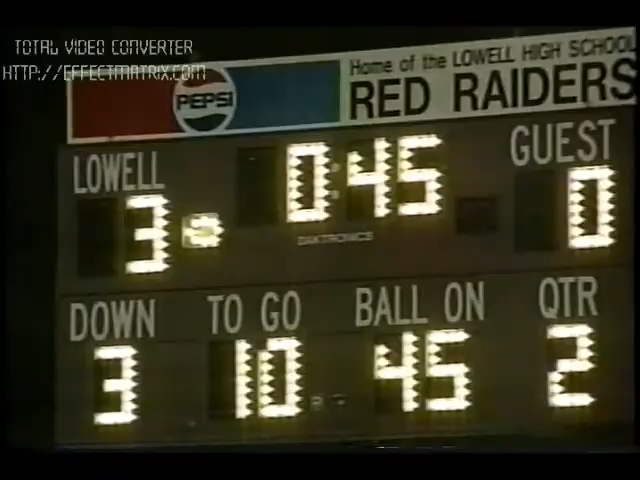 TOTAL VIDEO CONVERTER
HTTP://EFFECTMATRIX.COM
PEPSI
Home of the LOWELL HIGH SCHOOL
RED RAIDERS
LOWELL 0:45 GUEST
3 0
DAKTRONICS
DOWN TO GO BALL ON QTR
3 10 45 2